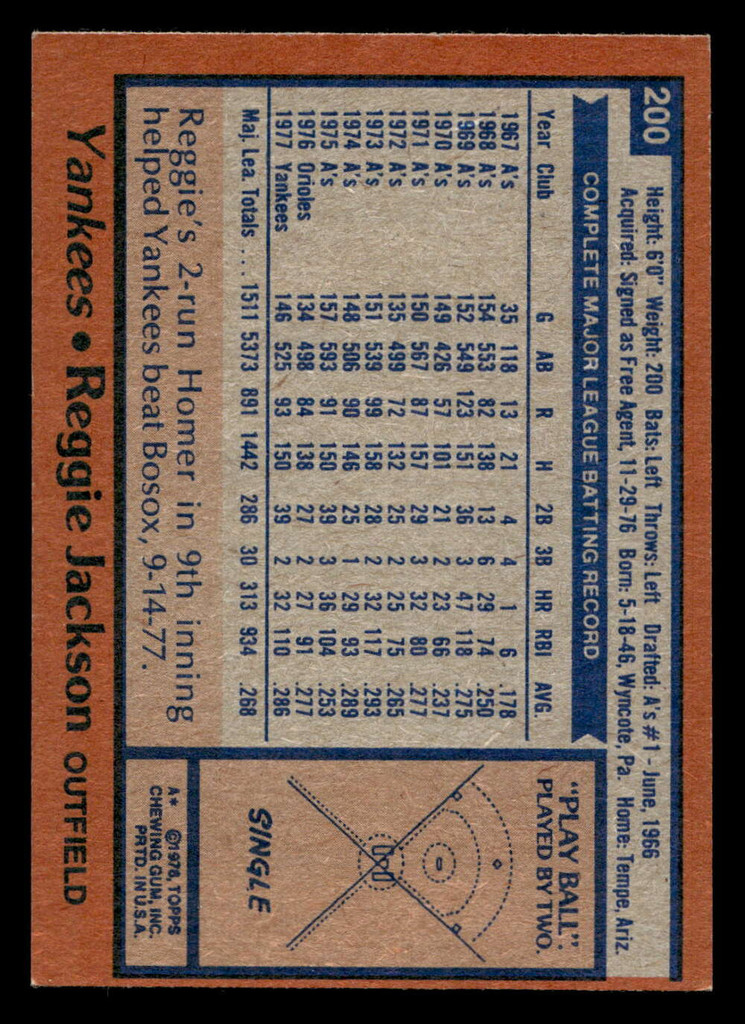 200
Height: 6'0" Weight: 200 Bats: Left Throws: Left Drafted: A's #1 - June, 1966
Acquired: Signed as Free Agent, 11-29-76 Born: 5-18-46, Wyncote, Pa. Home: Tempe, Ariz.
COMPLETE MAJOR LEAGUE BATTING RECORD
Year Club G AB R H 2B 3B HR RBI AVG.
1967 A's 35 118 13 21 4 4 1 6 .178
1968 A's 154 553 82 138 13 6 29 74 .250
1969 A's 152 549 123 151 36 3 47 118 .275
1970 A's 149 426 57 101 21 2 23 66 .237
1971 A's 150 567 87 157 29 3 32 80 .277
1972 A's 135 499 72 132 25 2 25 75 .265
1973 A's 151 539 99 158 28 2 32 117 .293
1974 A's 148 506 90 146 25 1 29 93 .289
1975 A's 157 593 91 150 39 3 36 104 .253
1976 Orioles 134 498 84 138 27 2 27 91 .277
1977 Yankees 146 525 93 150 39 2 32 110 .286
Maj. Lea. Totals ... 1511 5373 891 1442 286 30 313 934 .268
Reggie's 2-run Homer in 9th inning
helped Yankees beat Bosox, 9-14-77.
"PLAY BALL"
PLAYED BY TWO.
SINGLE
A* ©1978, TOPPS
CHEWING GUM, INC.
PRTD. IN U.S.A.
Yankees • Reggie Jackson OUTFIELD